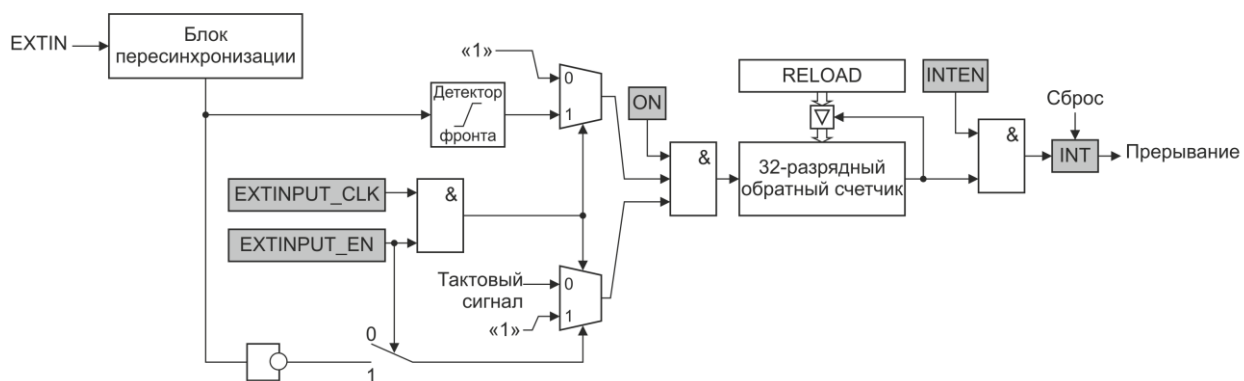 EXTIN
Блок
пересинхронизации
«1»
0
1
Детектор
фронта
ON
RELOAD
INTEN
Сброс
&
&
INT
Прерывание
32-разрядный
обратный счетчик
EXTINPUT_CLK
&
EXTINPUT_EN
Тактовый
сигнал
0
1
«1»
0
1